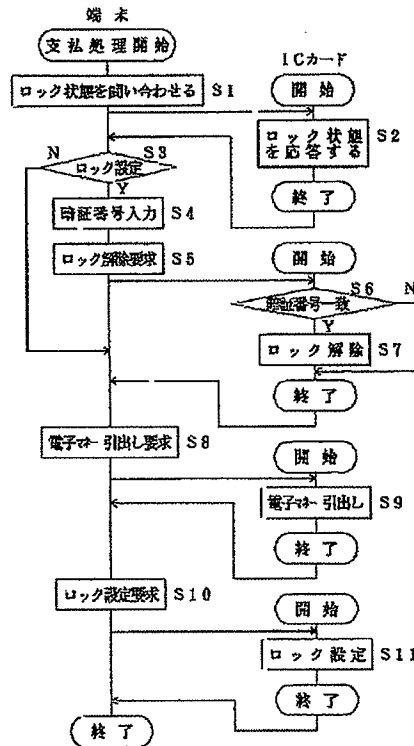 端末
支払処理開始
ICカード
ロック状態を問い合わせる S1
開始
ロック状態
を応答する S2
N S3
ロック設定
Y
終了
暗証番号入力 S4
ロック解除要求 S5
開始
S6
暗証番号一致 N
Y
ロック解除 S7
終了
電子マネー引出し要求 S8
開始
電子マネー引出し S9
終了
ロック設定要求 S10
開始
ロック設定 S11
終了
終了